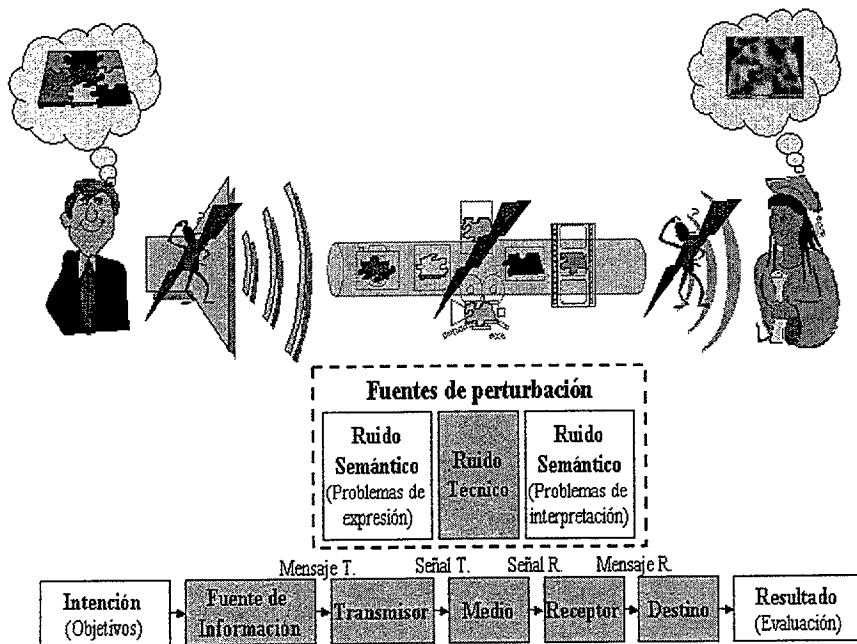 Fuentes de perturbación
Ruido
Semántico
(Problemas de
expresión)
Ruido
Técnico
Ruido
Semántico
(Problemas de
interpretación)
Mensaje T.
Señal T.
Señal R.
Mensaje R.
Intención
(Objetivos)
Fuente de
Información
Transmisor
Medio
Receptor
Destino
Resultado
(Evaluación)